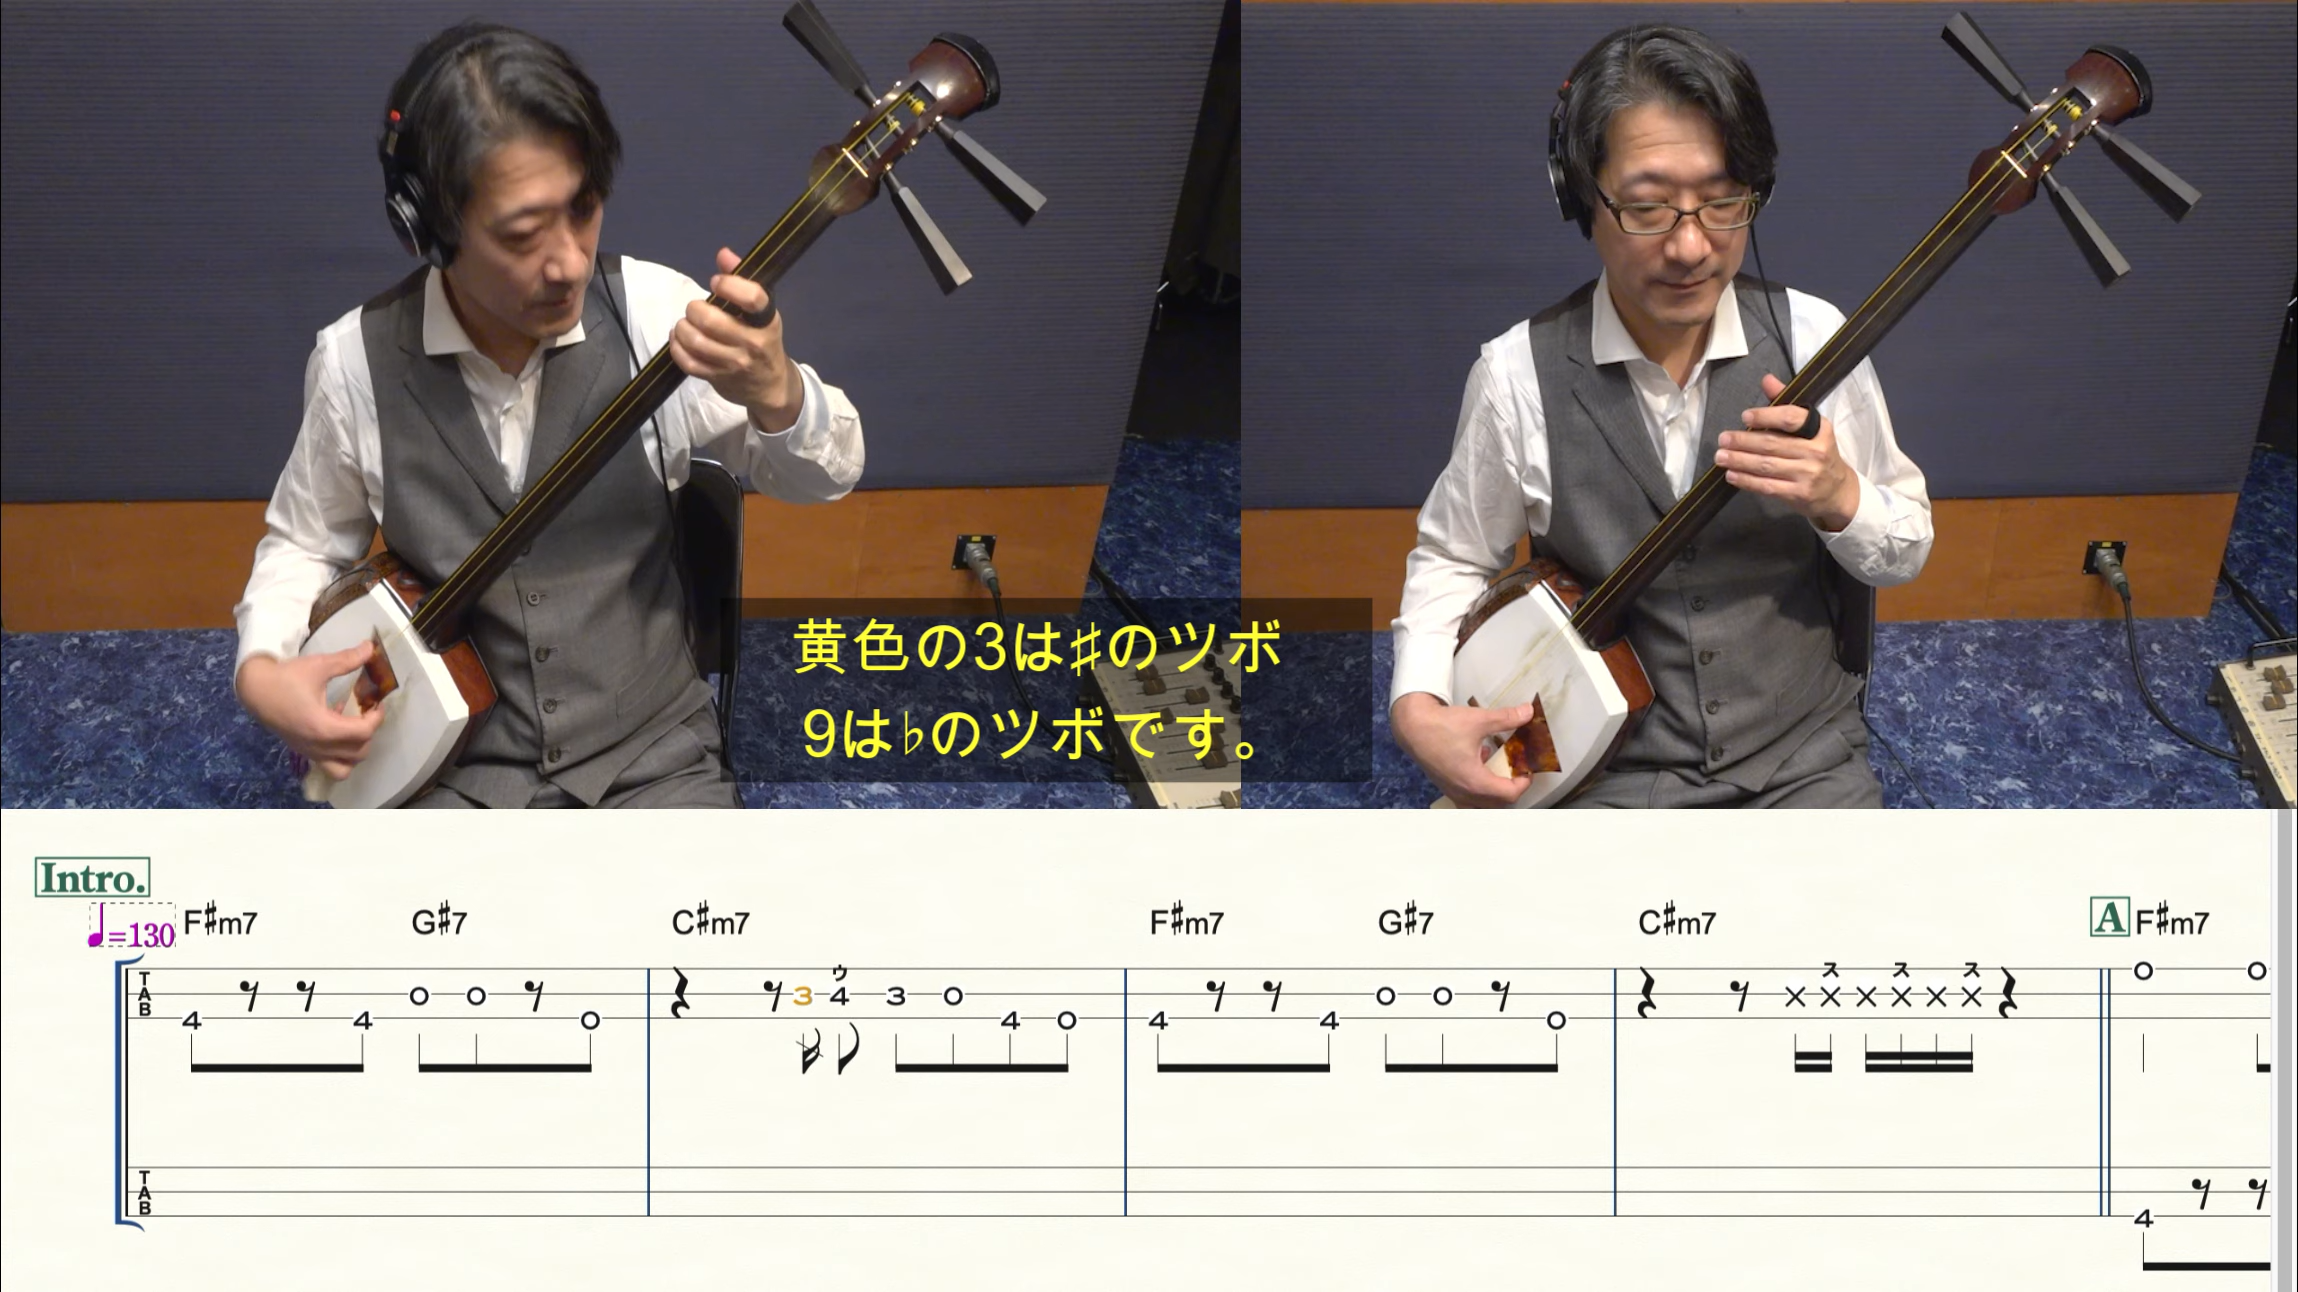 黄色の3は♯のツボ
9は♭のツボです。
Intro.
♩=130 F♯m7 G♯7 C♯m7 F♯m7 G♯7 C♯m7 A F♯m7
TAB 4 4 0 0 0 3 ウ 4 3 0 4 0 4 4 0 0 0 × ス × × ス × × ス × 0 0
TAB 4